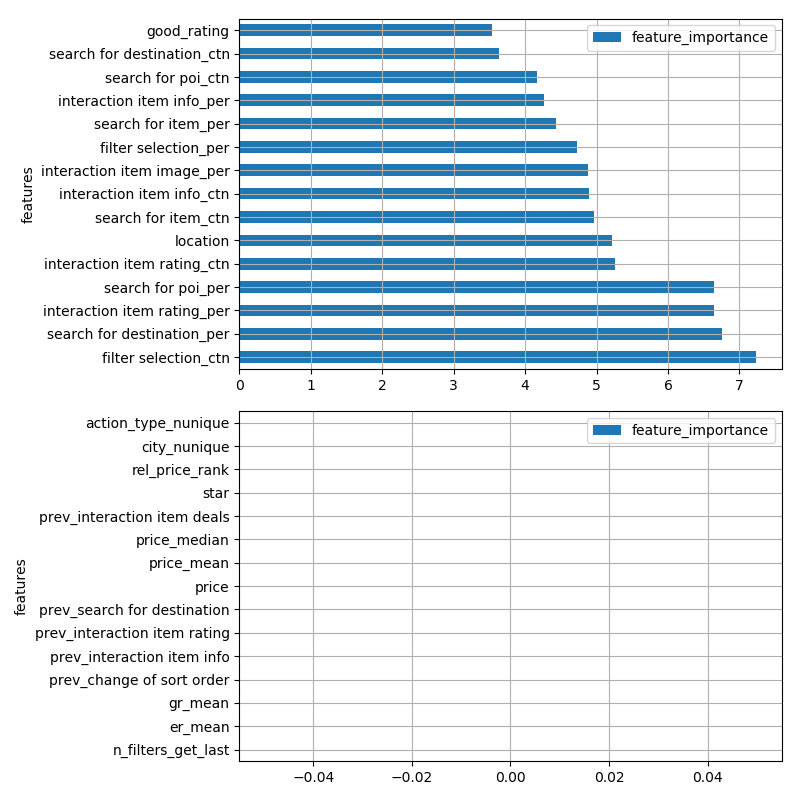 good_rating
search for destination_ctn
search for poi_ctn
interaction item info_per
search for item_per
filter selection_per
interaction item image_per
interaction item info_ctn
search for item_ctn
location
interaction item rating_ctn
search for poi_per
interaction item rating_per
search for destination_per
filter selection_ctn
features
feature_importance
0 1 2 3 4 5 6 7
action_type_nunique
city_nunique
rel_price_rank
star
prev_interaction item deals
price_median
price_mean
price
prev_search for destination
prev_interaction item rating
prev_interaction item info
prev_change of sort order
gr_mean
er_mean
n_filters_get_last
features
feature_importance
−0.04 −0.02 0.00 0.02 0.04